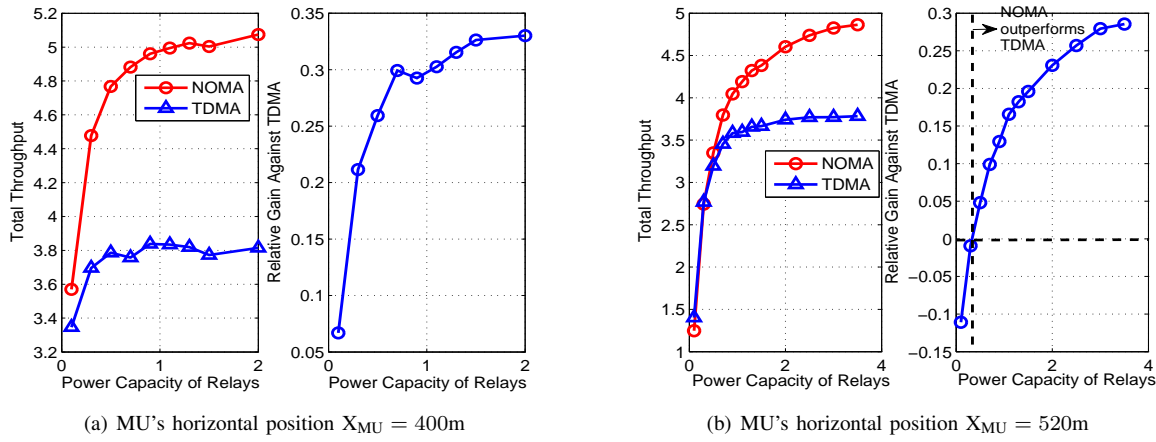 Total Throughput
5.2
5
4.8
4.6
4.4
4.2
4
3.8
3.6
3.4
3.2
0
1
2
Power Capacity of Relays
NOMA
TDMA
Relative Gain Against TDMA
0.35
0.3
0.25
0.2
0.15
0.1
0.05
0
1
2
Power Capacity of Relays
(a) MU's horizontal position X_MU = 400m
Total Throughput
5
4.5
4
3.5
3
2.5
2
1.5
1
0
2
4
Power Capacity of Relays
NOMA
TDMA
Relative Gain Against TDMA
0.3
0.25
0.2
0.15
0.1
0.05
0
−0.05
−0.1
−0.15
0
2
4
Power Capacity of Relays
NOMA
outperforms
TDMA
(b) MU's horizontal position X_MU = 520m